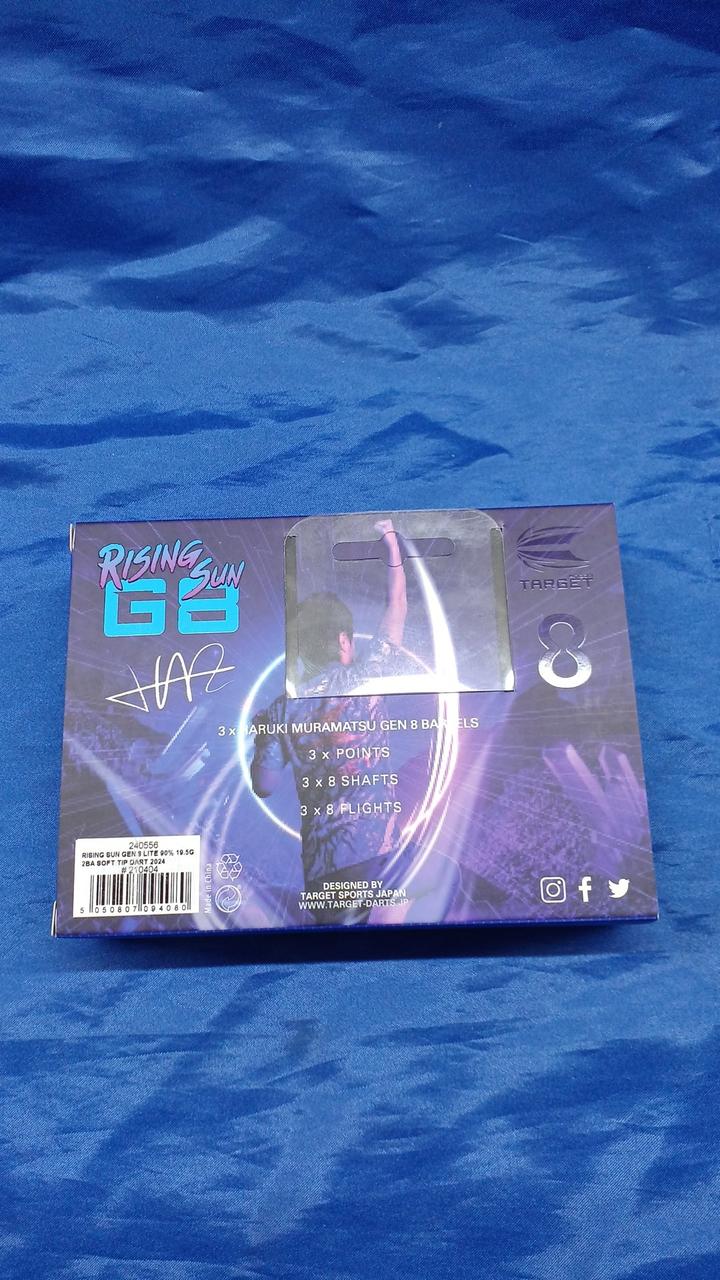 RISING
SUN
G8
TARGET
8
3 x HARUKI MURAMATSU GEN 8 BARRELS
3 x POINTS
3 x 8 SHAFTS
3 x 8 FLIGHTS
240556
RISING SUN GEN 9 LITE 90% 19.5G
2BA SOFT TIP DART 2024
# 210404
5 050807 094060
Made in China
DESIGNED BY
TARGET SPORTS JAPAN
WWW.TARGET-DARTS.JP